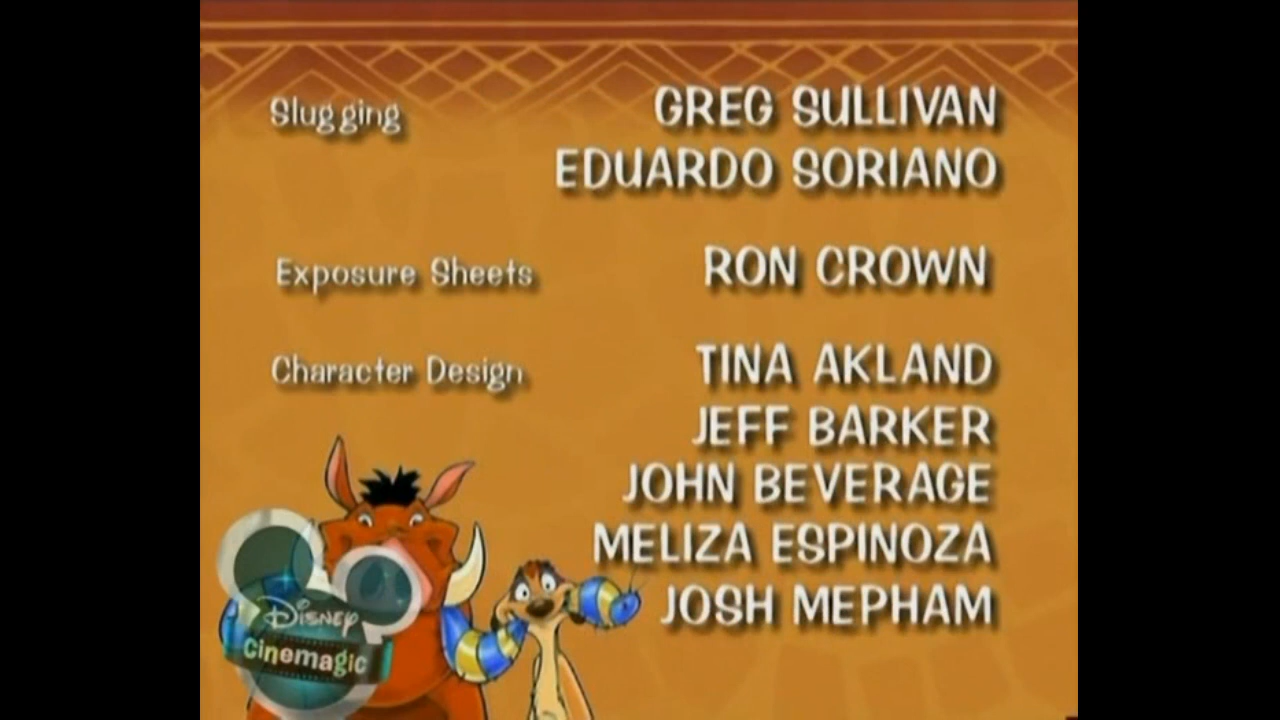 Slugging GREG SULLIVAN
EDUARDO SORIANO
Exposure Sheets RON CROWN
Character Design TINA AKLAND
JEFF BARKER
JOHN BEVERAGE
MELIZA ESPINOZA
JOSH MEPHAM
Disney
Cinemagic